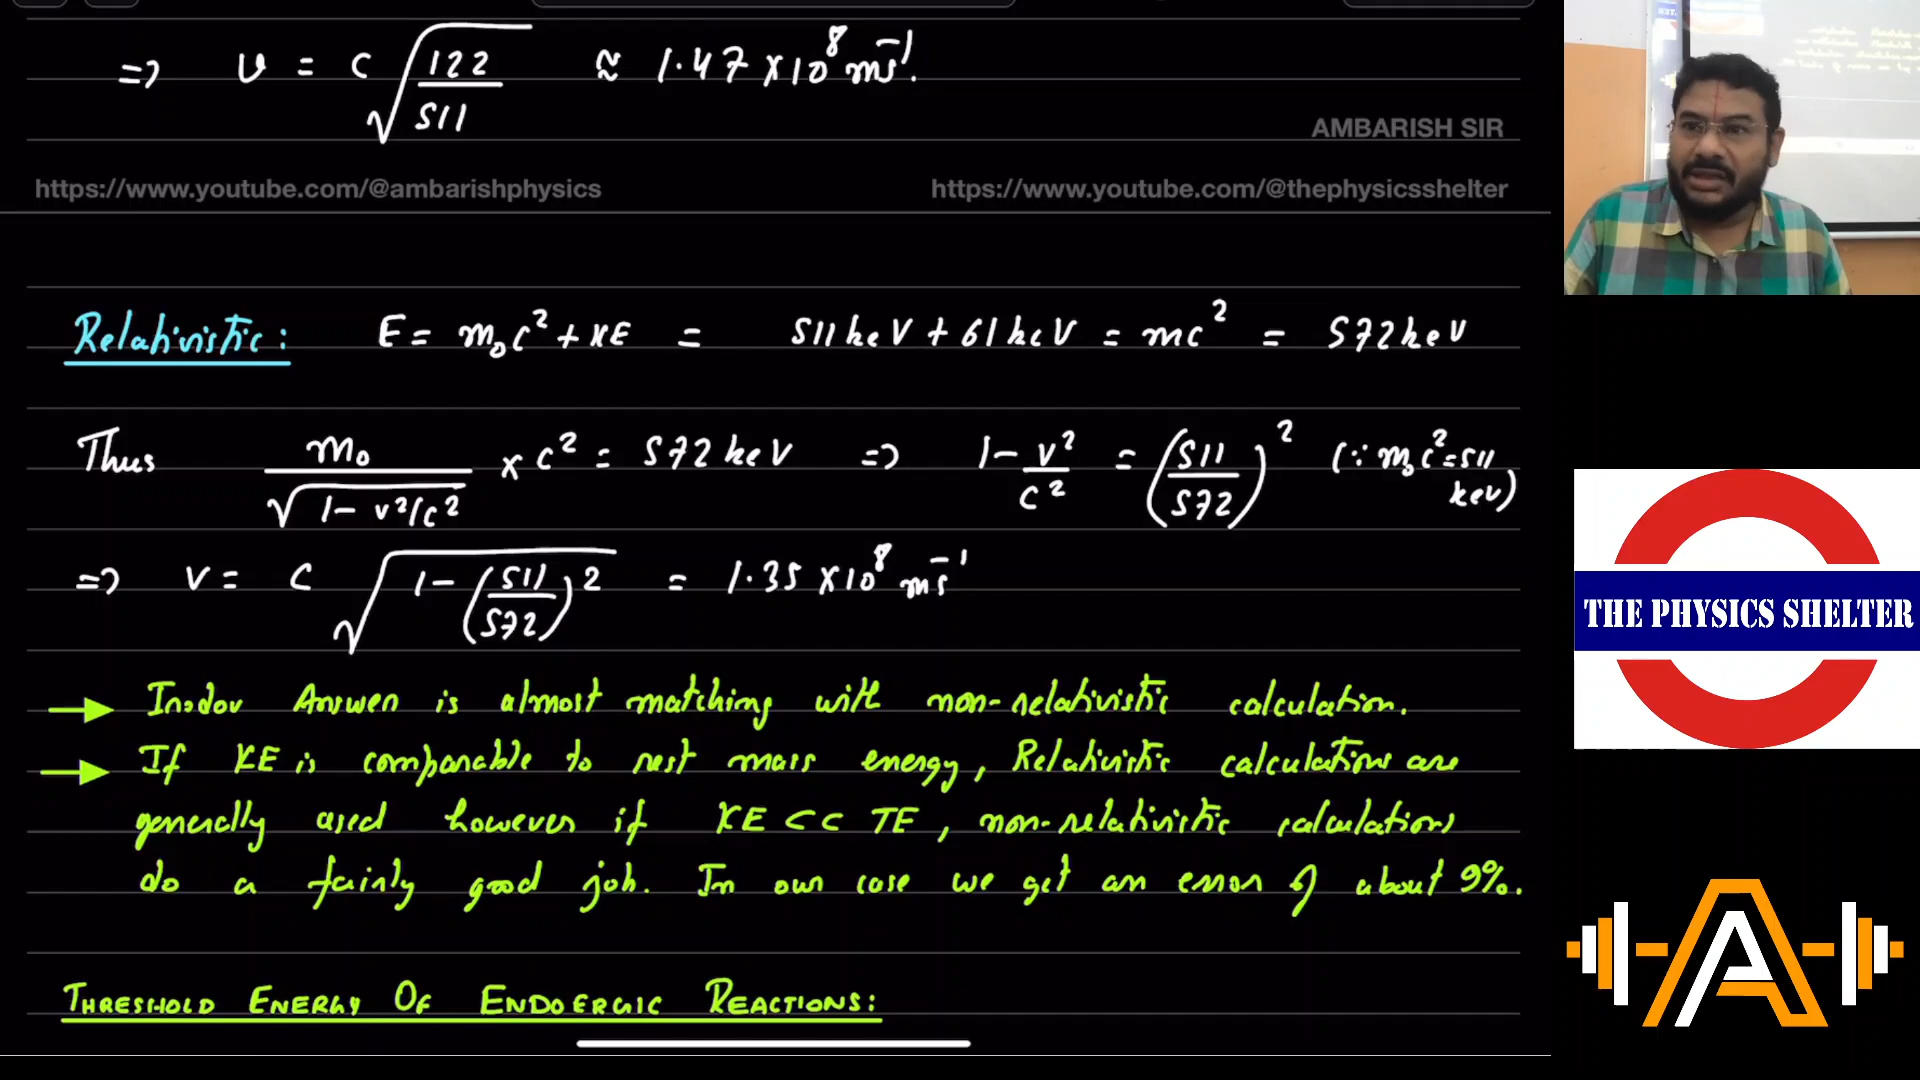 => v = c √(122/511) ≈ 1.47 × 10⁸ ms⁻¹.
AMBARISH SIR
https://www.youtube.com/@ambarishphysics https://www.youtube.com/@thephysicsshelter
Relativistic: E = m₀c² + KE = 511 keV + 61 keV = mc² = 572 keV
Thus m₀/√(1 - v²/c²) × c² = 572 keV => 1 - v²/c² = (511/572)² (∵ m₀c² = 511 keV)
=> v = c √(1 - (511/572)²) = 1.35 × 10⁸ ms⁻¹
→ Answer is almost matching with non-relativistic calculation.
→ If KE is comparable to rest mass energy, Relativistic calculations are
generally used however if KE << TE, non-relativistic calculations
do a fairly good job. In our case we get an error of about 9%.
THRESHOLD ENERGY OF ENDOERGIC REACTIONS:
THE PHYSICS SHELTER